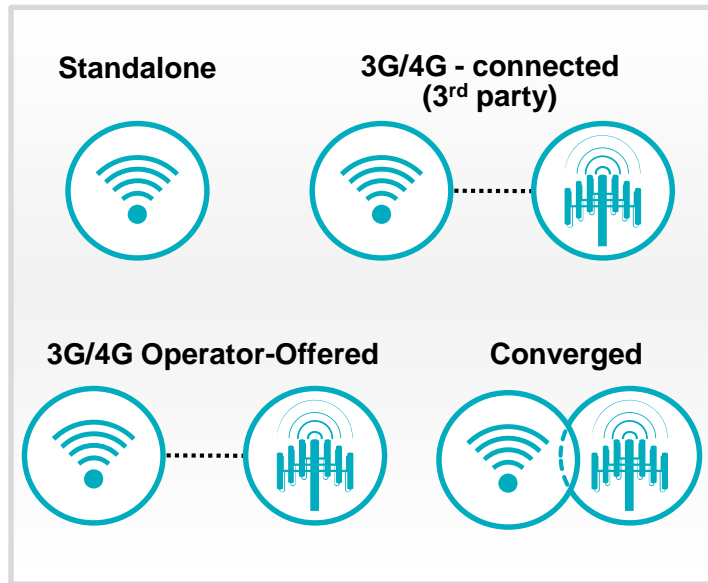 Standalone
3G/4G - connected
(3rd party)
3G/4G Operator-Offered
Converged